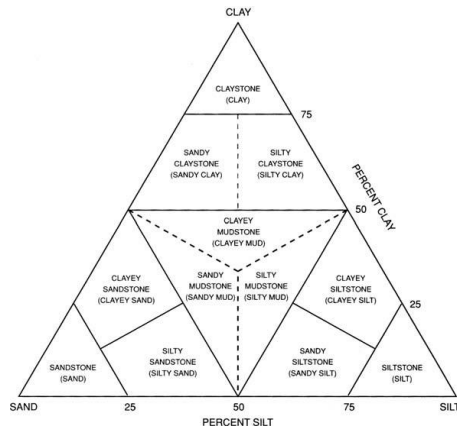 CLAY
CLAYSTONE
(CLAY)
75
SANDY
CLAYSTONE
(SANDY CLAY)
SILTY
CLAYSTONE
(SILTY CLAY)
PERCENT CLAY
50
CLAYEY
MUDSTONE
(CLAYEY MUD)
CLAYEY
SANDSTONE
(CLAYEY SAND)
SANDY
MUDSTONE
(SANDY MUD)
SILTY
MUDSTONE
(SILTY MUD)
CLAYEY
SILTSTONE
(CLAYEY SILT)
25
SANDSTONE
(SAND)
SILTY
SANDSTONE
(SILTY SAND)
SANDY
SILTSTONE
(SANDY SILT)
SILTSTONE
(SILT)
SAND
25
50
75
SILT
PERCENT SILT